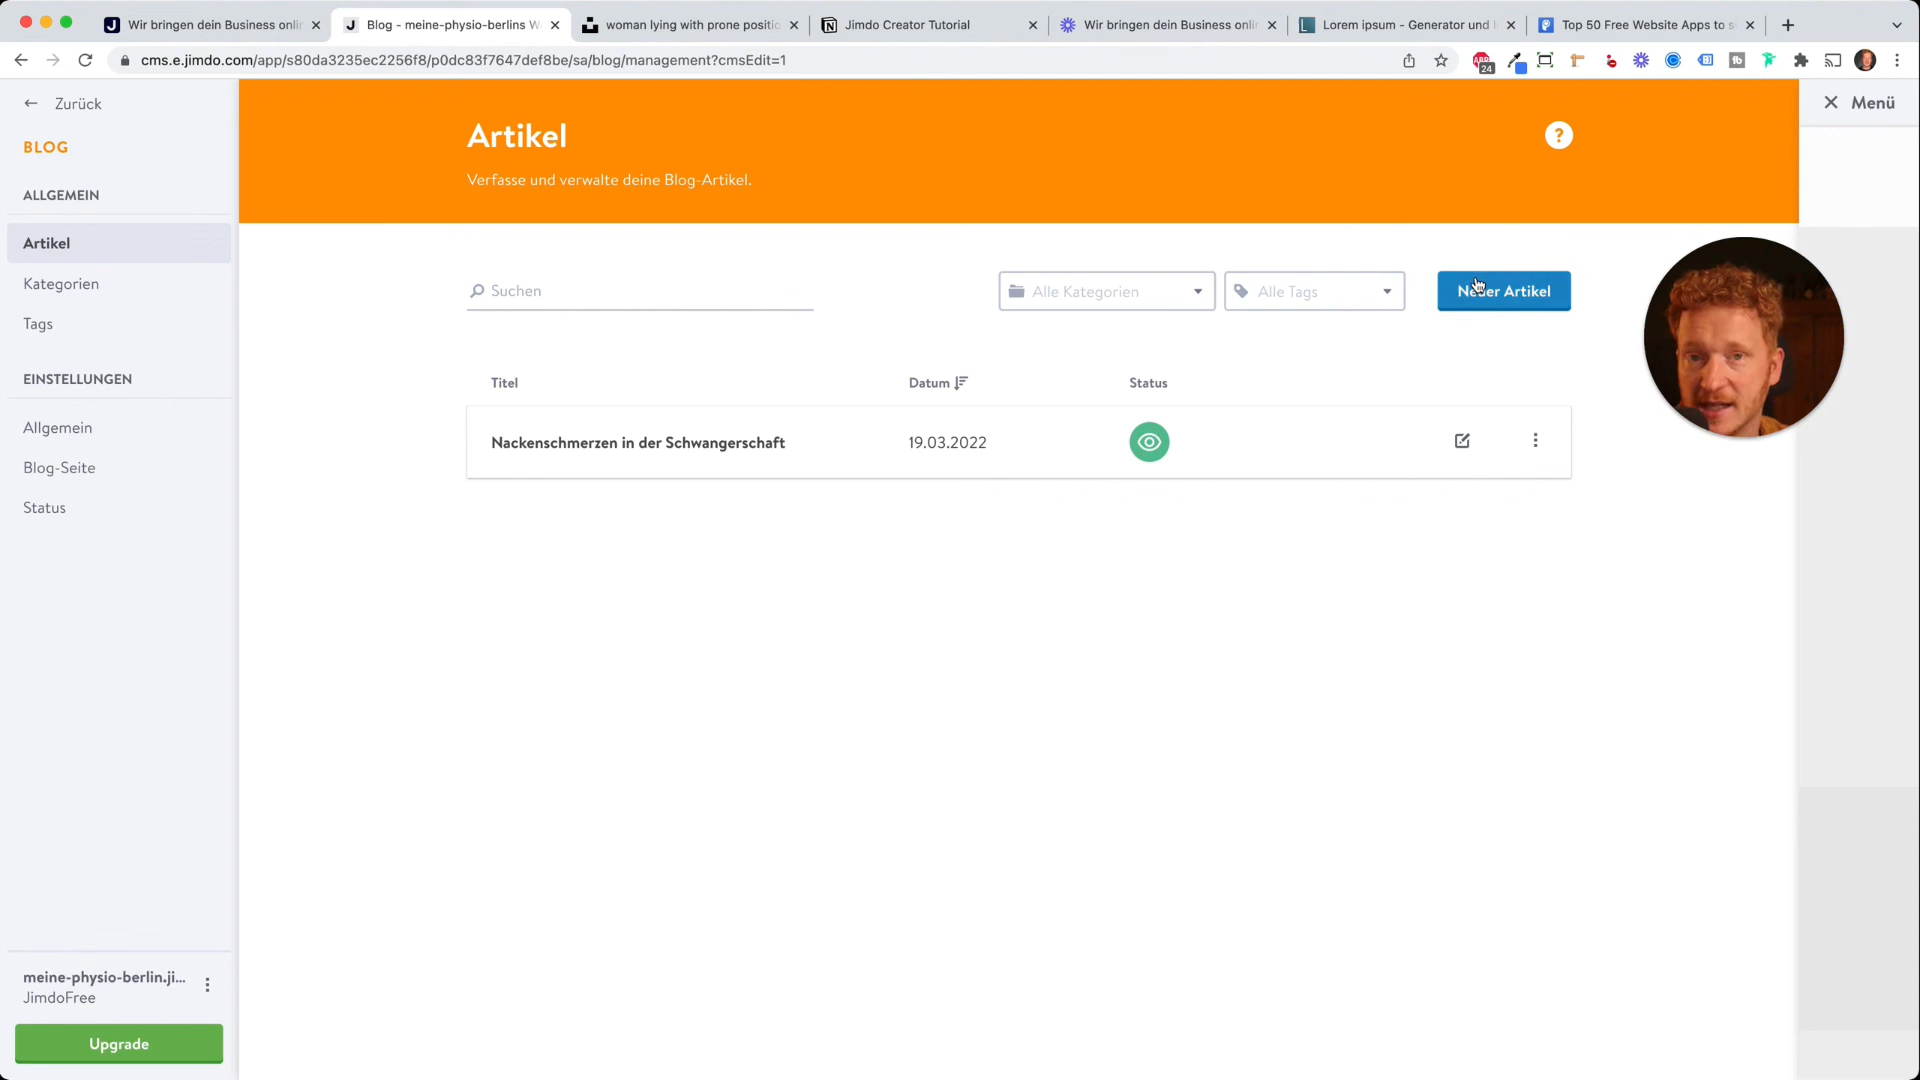 Wir bringen dein Business onlin
Blog - meine-physio-berlins We
woman lying with prone positio
Jimdo Creator Tutorial
Wir bringen dein Business onlin
Lorem ipsum - Generator und
Top 50 Free Website Apps to s
cms.e.jimdo.com/app/s80da3235ec2256f8/p0dc83f7647def8be/sa/blog/management?cmsEdit=1
24
Zurück
BLOG
ALLGEMEIN
Artikel
Kategorien
Tags
EINSTELLUNGEN
Allgemein
Blog-Seite
Status
meine-physio-berlin.ji...
JimdoFree
Upgrade
Artikel
Verfasse und verwalte deine Blog-Artikel.
?
Menü
Suchen
Alle Kategorien
Alle Tags
Neuer Artikel
Titel
Datum
Status
Nackenschmerzen in der Schwangerschaft
19.03.2022